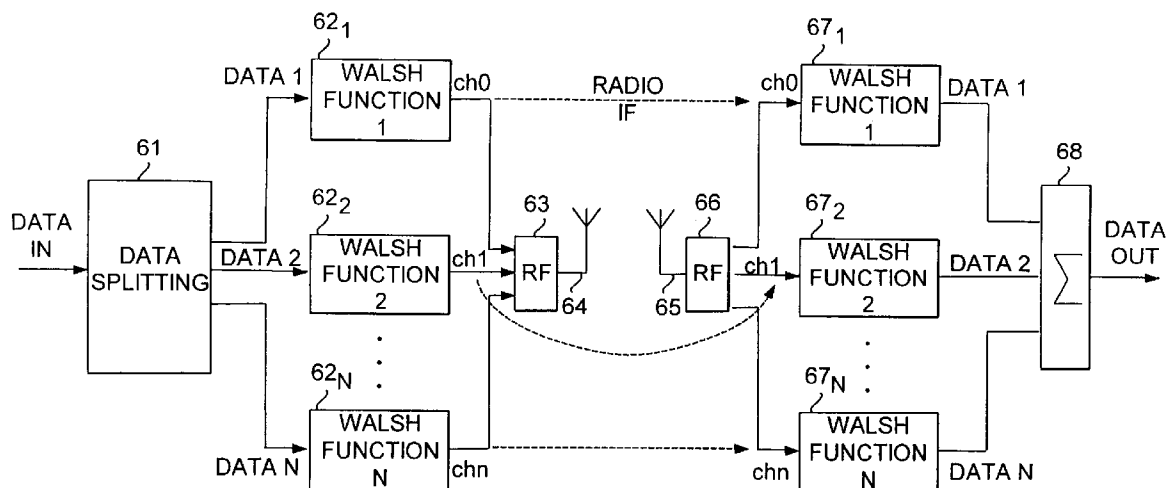 62₁
67₁
DATA 1
WALSH
FUNCTION
1
ch0
RADIO
IF
ch0
WALSH
FUNCTION
1
DATA 1
61
68
DATA
IN
DATA
SPLITTING
62₂
DATA 2
WALSH
FUNCTION
2
ch1
63
RF
64
66
RF
65
ch1
67₂
WALSH
FUNCTION
2
DATA 2
Σ
DATA
OUT
62N
DATA N
WALSH
FUNCTION
N
chn
67N
chn
WALSH
FUNCTION
N
DATA N